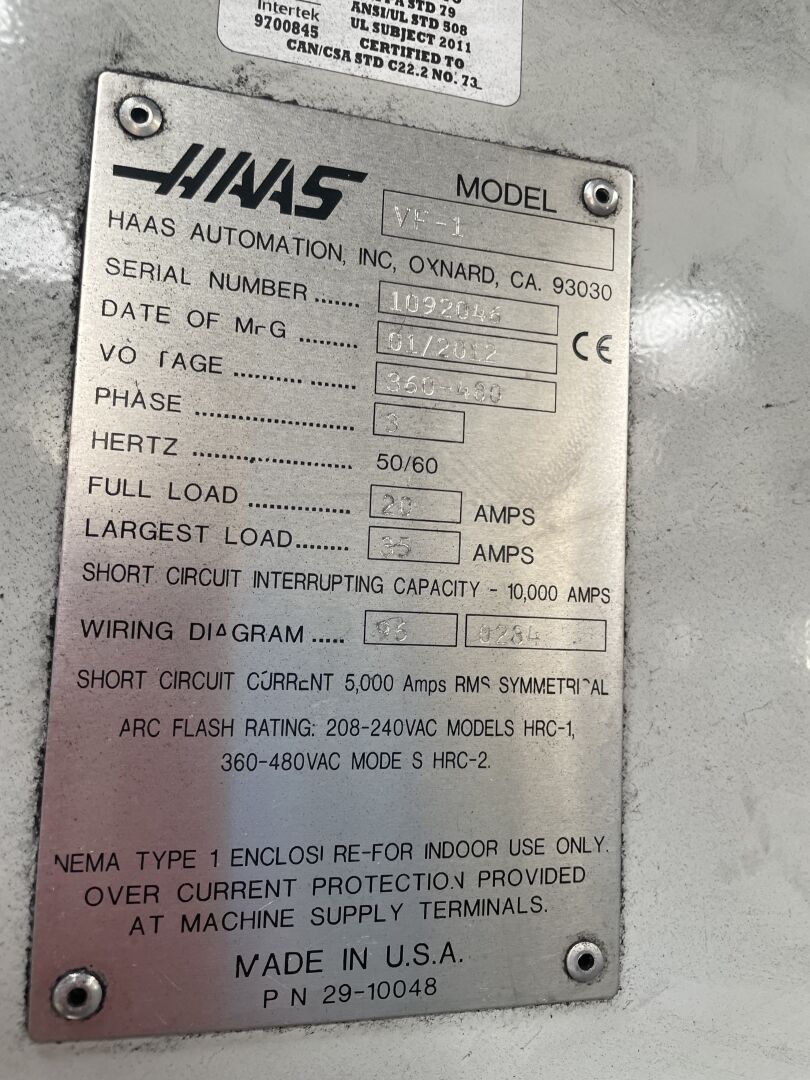 Intertek
9700845
STD 79
ANSI/UL STD 508
UL SUBJECT 2011
CERTIFIED TO
CAN/CSA STD C22.2 NO. 73
HAAS
MODEL VF-1
HAAS AUTOMATION, INC, OXNARD, CA. 93030
SERIAL NUMBER ....... 1092046
DATE OF MFG ......... 01/2012
CE
VOLTAGE .......... ....... 360-480
PHASE ........................ 3
HERTZ ........................ 50/60
FULL LOAD ............... 20 AMPS
LARGEST LOAD........ 35 AMPS
SHORT CIRCUIT INTERRUPTING CAPACITY - 10,000 AMPS
WIRING DIAGRAM ..... 96 0284
SHORT CIRCUIT CURRENT 5,000 Amps RMS SYMMETRICAL
ARC FLASH RATING: 208-240VAC MODELS HRC-1,
360-480VAC MODELS HRC-2.
NEMA TYPE 1 ENCLOSURE-FOR INDOOR USE ONLY.
OVER CURRENT PROTECTION PROVIDED
AT MACHINE SUPPLY TERMINALS.
MADE IN U.S.A.
P N 29-10048